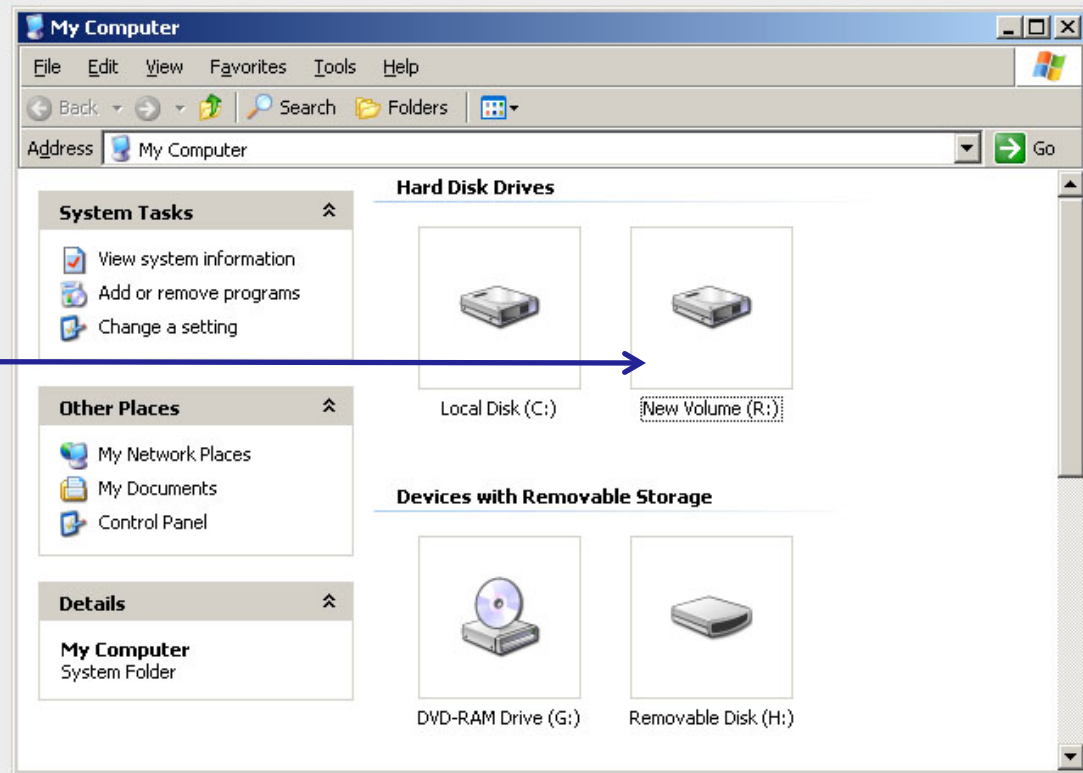 My Computer
File Edit View Favorites Tools Help
Back Search Folders
Address My Computer Go
System Tasks
View system information
Add or remove programs
Change a setting
Other Places
My Network Places
My Documents
Control Panel
Details
My Computer
System Folder
Hard Disk Drives
Local Disk (C:) New Volume (R:)
Devices with Removable Storage
DVD-RAM Drive (G:) Removable Disk (H:)